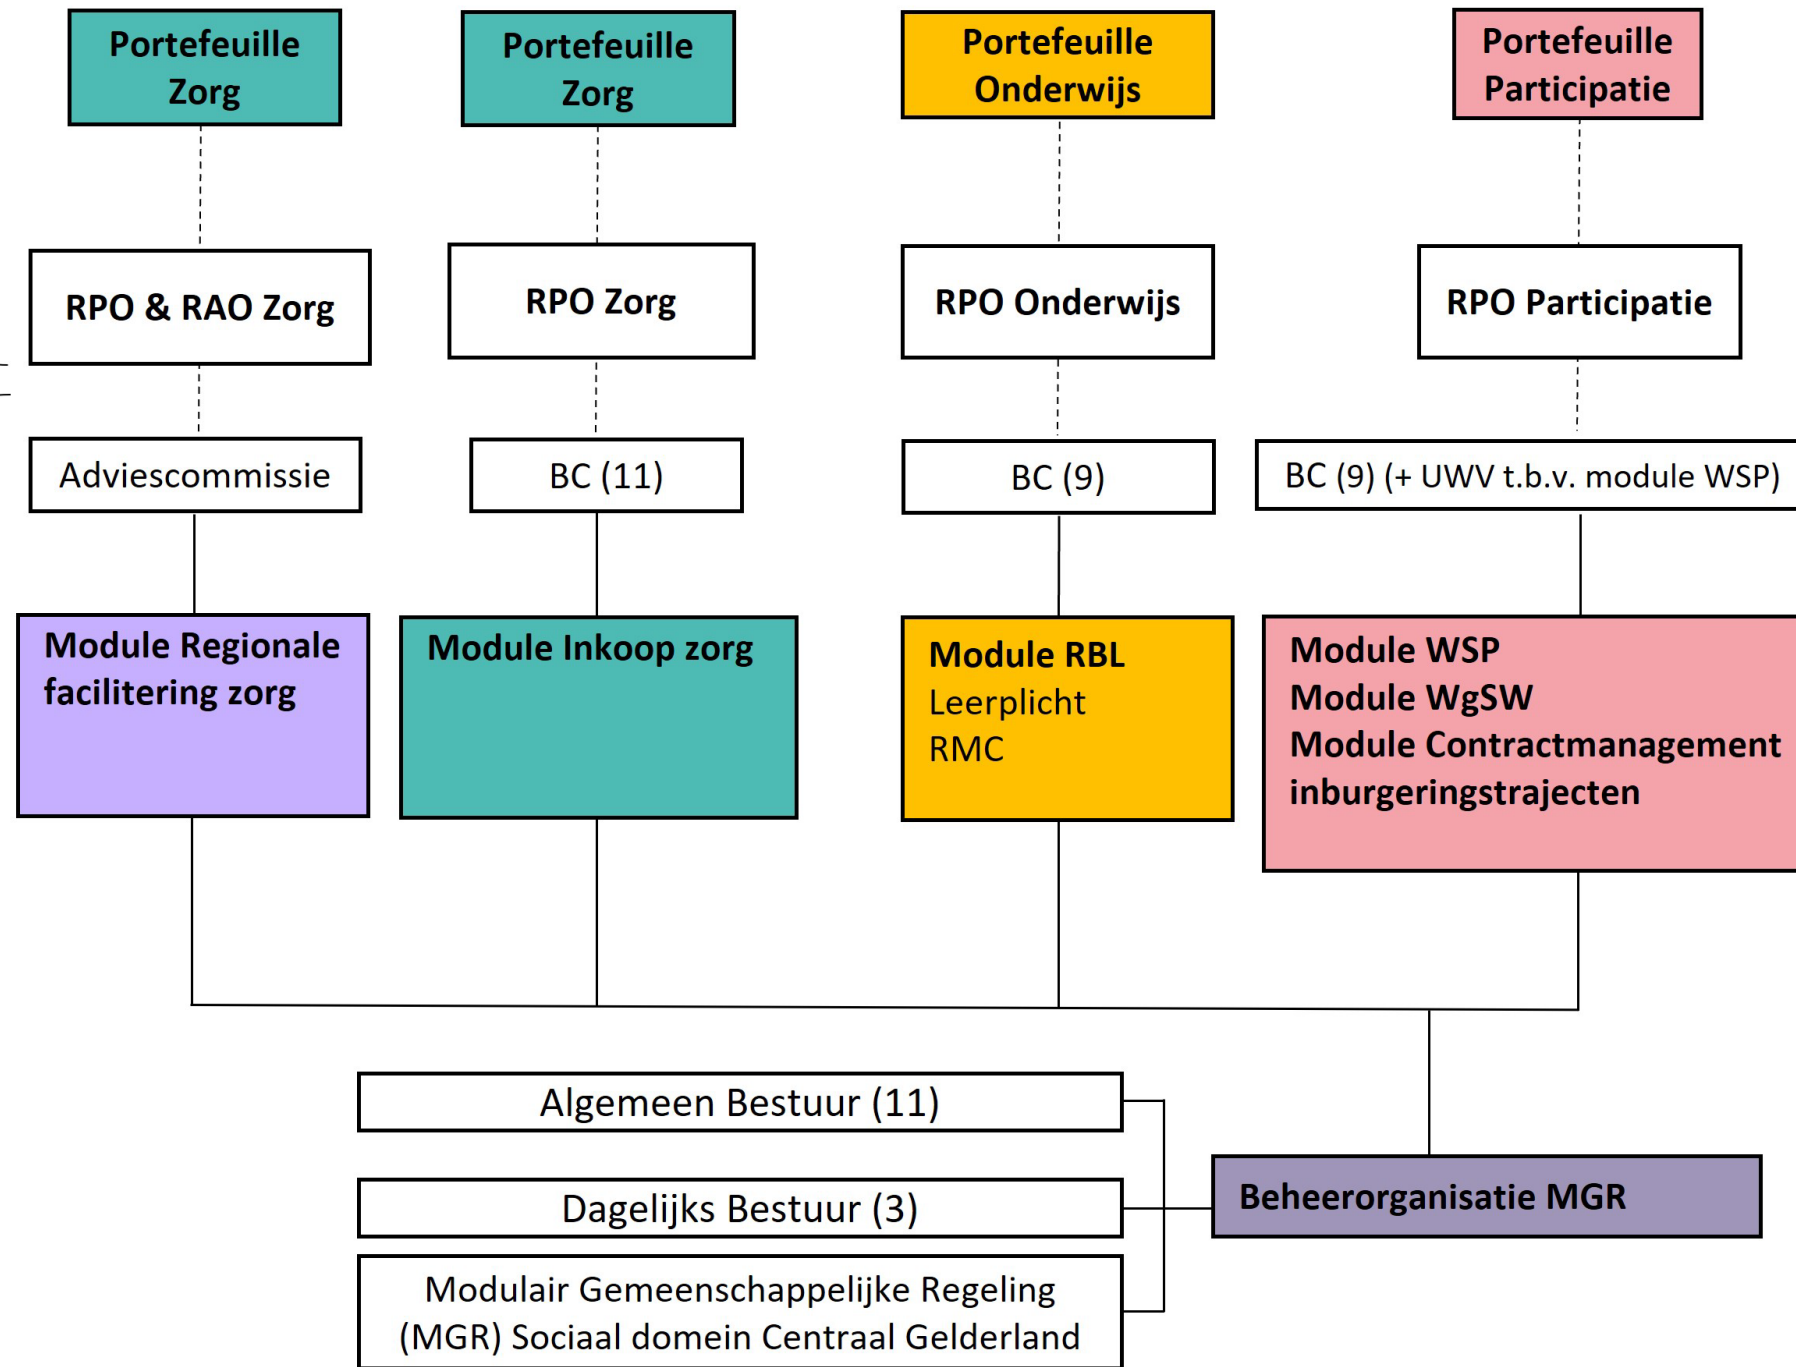 Portefeuille
Zorg
Portefeuille
Zorg
Portefeuille
Onderwijs
Portefeuille
Participatie
RPO & RAO Zorg
RPO Zorg
RPO Onderwijs
RPO Participatie
Adviescommissie
BC (11)
BC (9)
BC (9) (+ UWV t.b.v. module WSP)
Module Regionale
facilitering zorg
Module Inkoop zorg
Module RBL
Leerplicht
RMC
Module WSP
Module WgSW
Module Contractmanagement
inburgeringstrajecten
Algemeen Bestuur (11)
Dagelijks Bestuur (3)
Beheerorganisatie MGR
Modulair Gemeenschappelijke Regeling
(MGR) Sociaal domein Centraal Gelderland